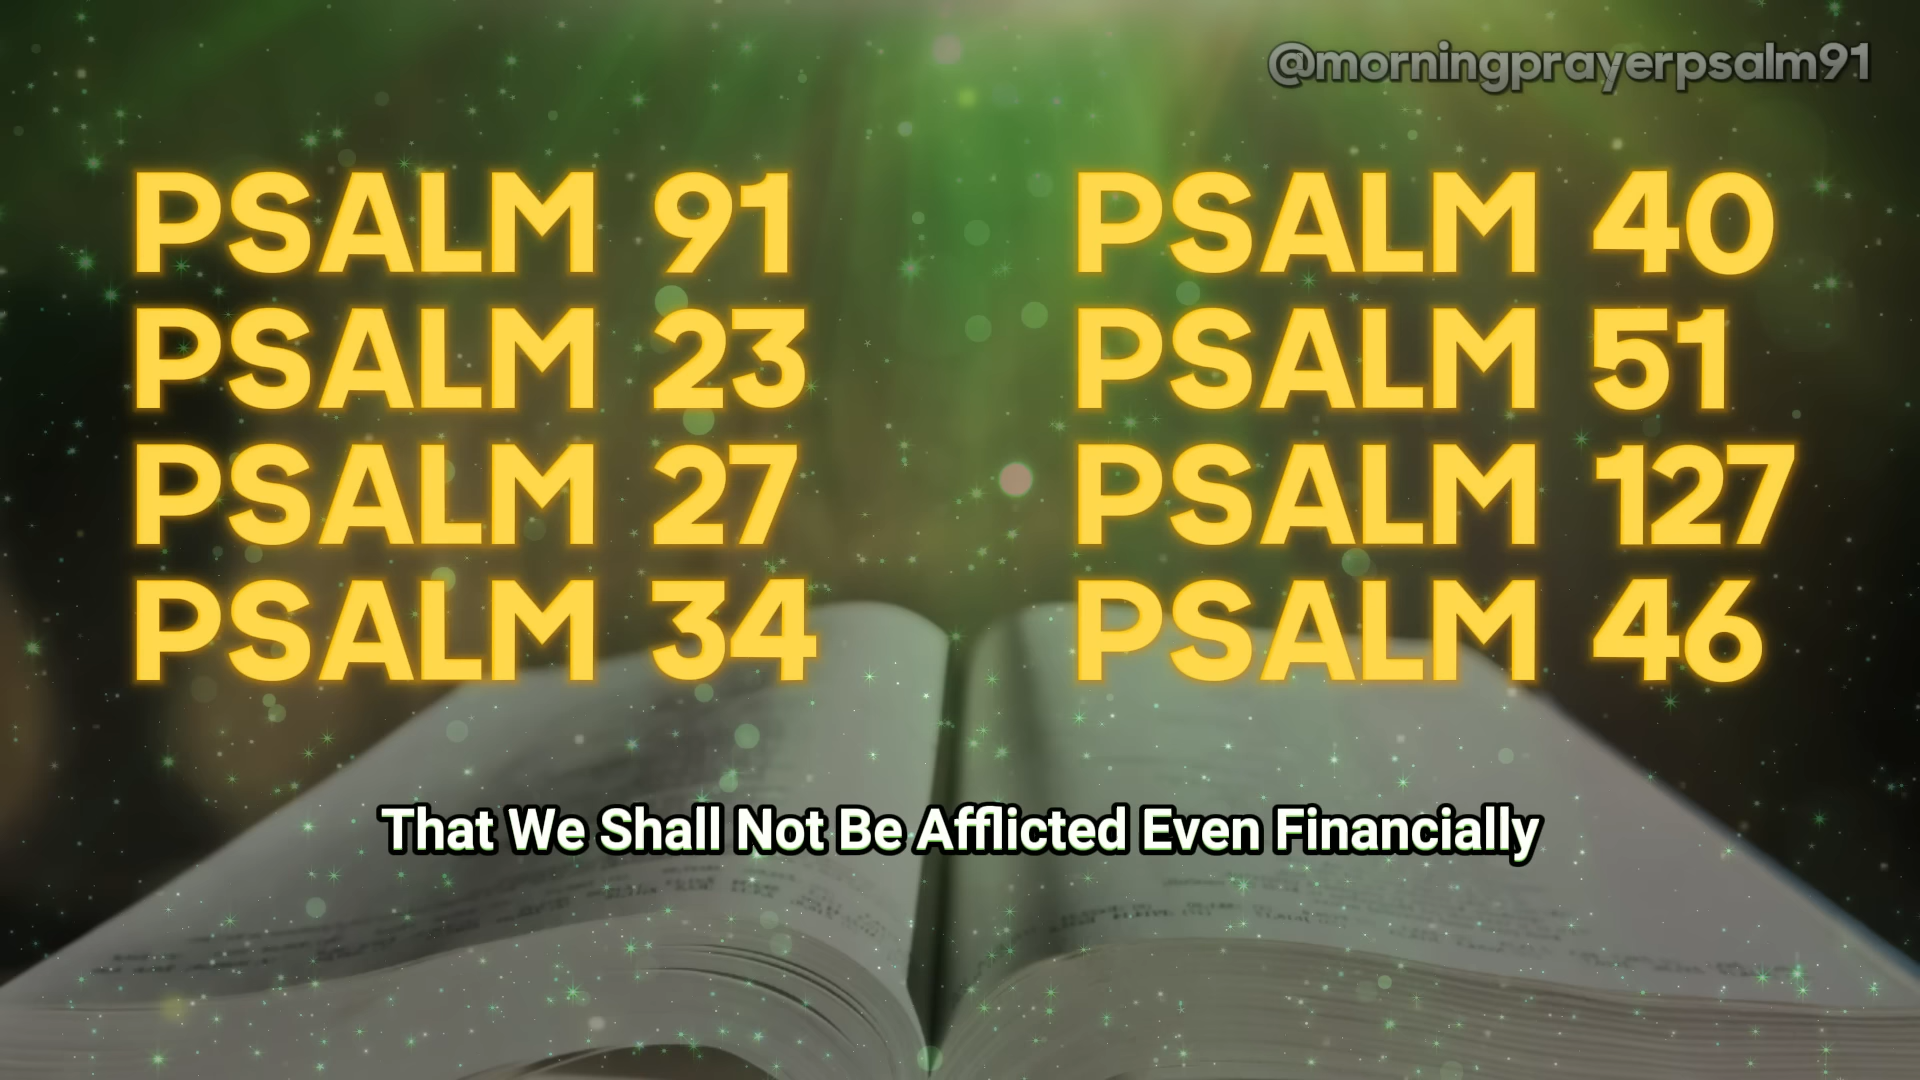 @morningprayerpsalm91
PSALM 91
PSALM 23
PSALM 27
PSALM 34
PSALM 40
PSALM 51
PSALM 127
PSALM 46
That We Shall Not Be Afflicted Even Financially